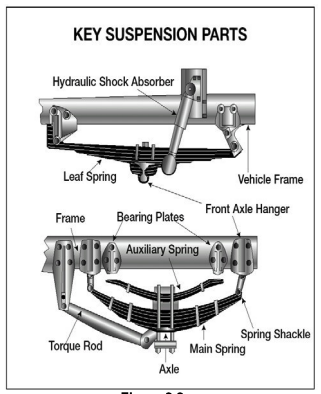 KEY SUSPENSION PARTS
Hydraulic Shock Absorber
Leaf Spring
Vehicle Frame
Front Axle Hanger
Frame
Bearing Plates
Auxiliary Spring
Spring Shackle
Torque Rod
Main Spring
Axle